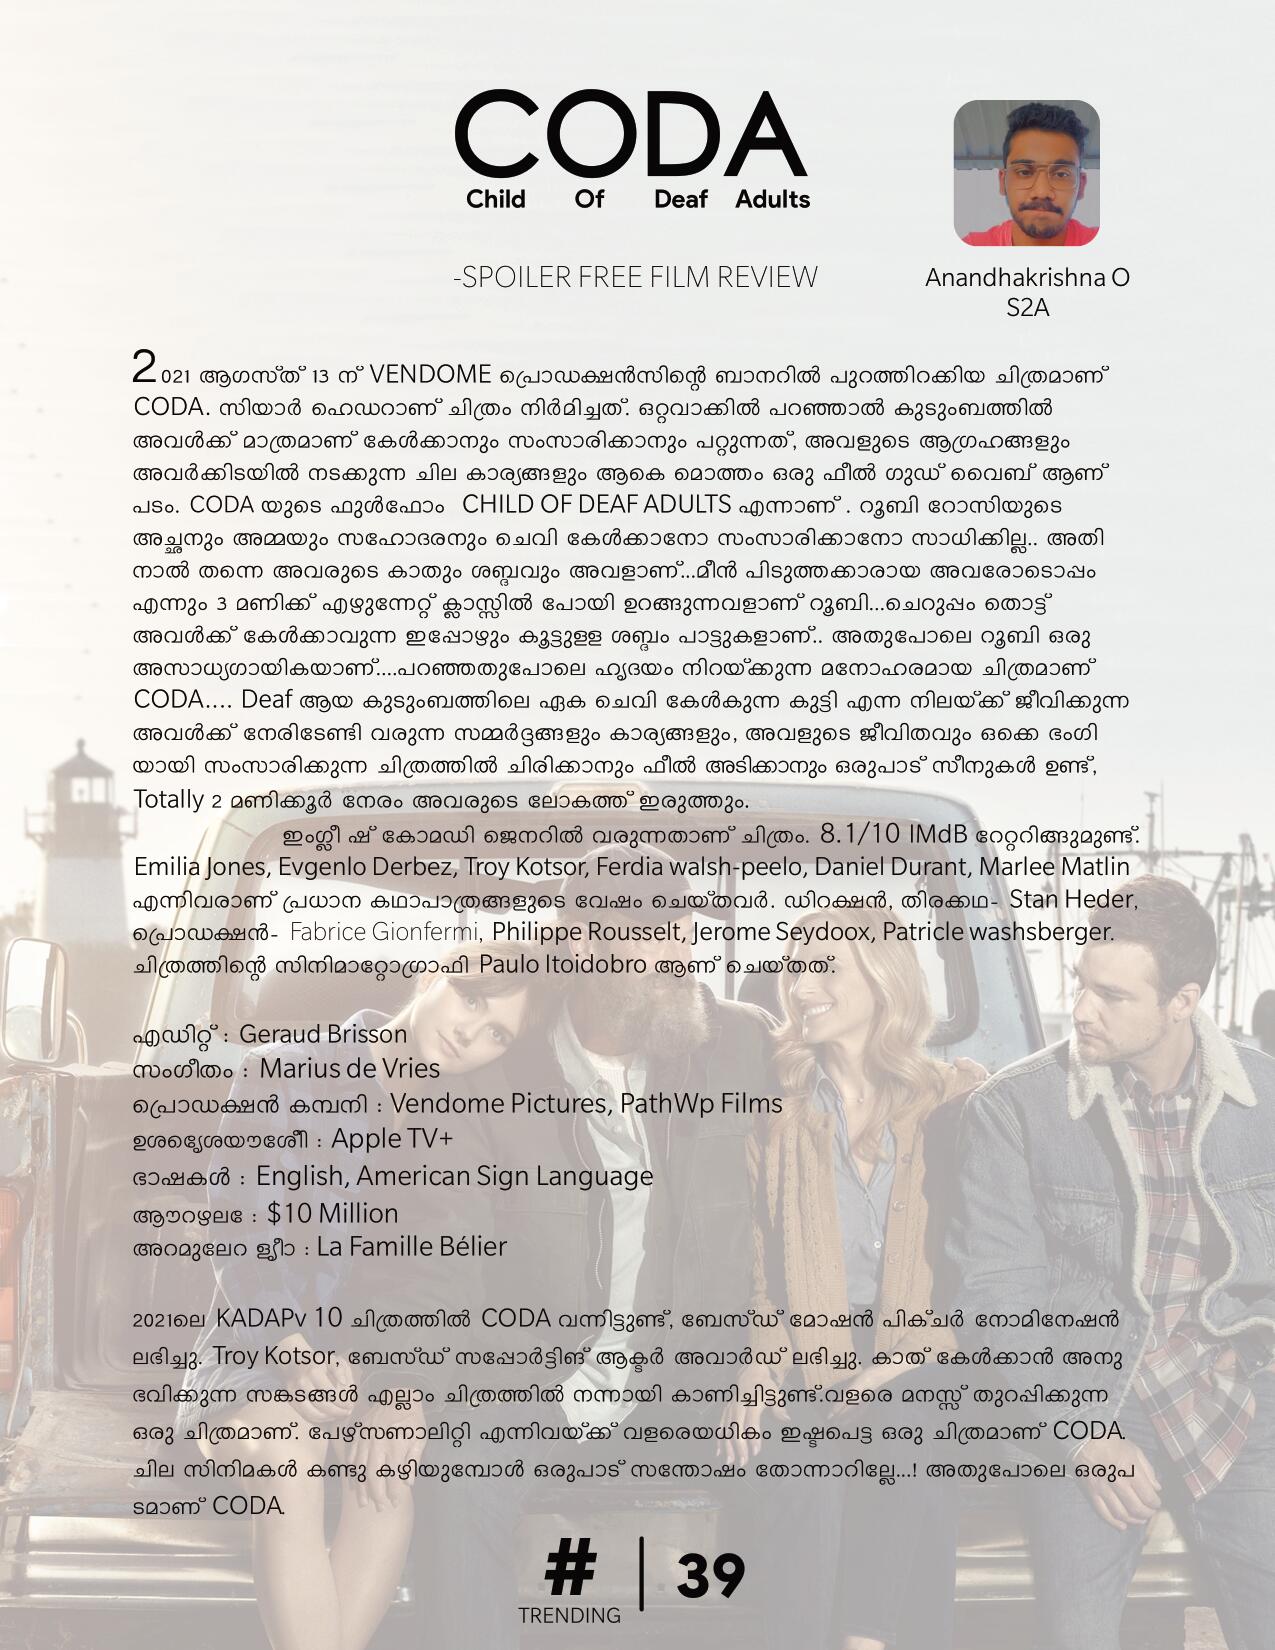 CODA
Child Of Deaf Adults
-SPOILER FREE FILM REVIEW
Anandhakrishna O
S2A
2021 ആഗസ്ത് 13 ന് VENDOME പ്രൊഡക്ഷൻസിന്റെ ബാനറിൽ പുറത്തിറക്കിയ ചിത്രമാണ്
CODA. സിയാർ ഹെഡറാണ് ചിത്രം നിർമിച്ചത്. ഒറ്റവാക്കിൽ പറഞ്ഞാൽ കുടുംബത്തിൽ
അവൾക്ക് മാത്രമാണ് കേൾക്കാനും സംസാരിക്കാനും പറ്റുന്നത്, അവളുടെ ആഗ്രഹങ്ങളും
അവർക്കിടയിൽ നടക്കുന്ന ചില കാര്യങ്ങളും ആകെ മൊത്തം ഒരു ഫീൽ ഗുഡ് വൈബ് ആണ്
പടം. CODA യുടെ ഫുൾഫോം CHILD OF DEAF ADULTS എന്നാണ് . റൂബി റോസിയുടെ
അച്ഛനും അമ്മയും സഹോദരനും ചെവി കേൾക്കാനോ സംസാരിക്കാനോ സാധിക്കില്ല.. അതി
നാൽ തന്നെ അവരുടെ കാതും ശബ്ദവും അവളാണ്...മീൻ പിടുത്തക്കാരായ അവരോടൊപ്പം
എന്നും 3 മണിക്ക് എഴുന്നേറ്റ് ക്ലാസ്സിൽ പോയി ഉറങ്ങുന്നവളാണ് റൂബി...ചെറുപ്പം തൊട്ട്
അവൾക്ക് കേൾക്കാവുന്ന ഇപ്പോഴും കൂട്ടുളള ശബ്ദം പാട്ടുകളാണ്.. അതുപോലെ റൂബി ഒരു
അസാധ്യഗായികയാണ്....പറഞ്ഞതുപോലെ ഹൃദയം നിറയ്ക്കുന്ന മനോഹരമായ ചിത്രമാണ്
CODA.... Deaf ആയ കുടുംബത്തിലെ ഏക ചെവി കേൾകുന്ന കുട്ടി എന്ന നിലയ്ക്ക് ജീവിക്കുന്ന
അവൾക്ക് നേരിടേണ്ടി വരുന്ന സമ്മർദ്ദങ്ങളും കാര്യങ്ങളും, അവളുടെ ജീവിതവും ഒക്കെ ഭംഗി
യായി സംസാരിക്കുന്ന ചിത്രത്തിൽ ചിരിക്കാനും ഫീൽ അടിക്കാനും ഒരുപാട് സീനുകൾ ഉണ്ട്,
Totally 2 മണിക്കൂർ നേരം അവരുടെ ലോകത്ത് ഇരുത്തും.
ഇംഗ്ലീ ഷ് കോമഡി ജെനറിൽ വരുന്നതാണ് ചിത്രം. 8.1/10 IMdB റേറ്ററിങ്ങുമുണ്ട്.
Emilia Jones, Evgenlo Derbez, Troy Kotsor, Ferdia walsh-peelo, Daniel Durant, Marlee Matlin
എന്നിവരാണ് പ്രധാന കഥാപാത്രങ്ങളുടെ വേഷം ചെയ്തവർ. ഡിറക്ഷൻ, തിരക്കഥ- Stan Heder,
പ്രൊഡക്ഷൻ- Fabrice Gionfermi, Philippe Rousselt, Jerome Seydoox, Patricle washsberger.
ചിത്രത്തിന്റെ സിനിമാറ്റോഗ്രാഫി Paulo Itoidobro ആണ് ചെയ്തത്.
എഡിറ്റ് : Geraud Brisson
സംഗീതം : Marius de Vries
പ്രൊഡക്ഷൻ കമ്പനി : Vendome Pictures, PathWp Films
: Apple TV+
ഭാഷകൾ : English, American Sign Language
ആൗറഴലേ : $10 Million
: La Famille Bélier
2021ലെ KADAPv 10 ചിത്രത്തിൽ CODA വന്നിട്ടുണ്ട്, ബേസ്ഡ് മോഷൻ പിക്ചർ നോമിനേഷൻ
ലഭിച്ചു. Troy Kotsor, ബേസ്ഡ് സപ്പോർട്ടിങ് ആക്ടർ അവാർഡ് ലഭിച്ചു. കാത് കേൾക്കാൻ അനു
ഭവിക്കുന്ന സങ്കടങ്ങൾ എല്ലാം ചിത്രത്തിൽ നന്നായി കാണിച്ചിട്ടുണ്ട്.വളരെ മനസ്സ് തുറപ്പിക്കുന്ന
ഒരു ചിത്രമാണ്. പേഴ്സണാലിറ്റി എന്നിവയ്ക്ക് വളരെയധികം ഇഷ്ടപെട്ട ഒരു ചിത്രമാണ് CODA.
ചില സിനിമകൾ കണ്ടു കഴിയുമ്പോൾ ഒരുപാട് സന്തോഷം തോന്നാറില്ലേ...! അതുപോലെ ഒരുപ
ടമാണ് CODA.
# | 39
TRENDING